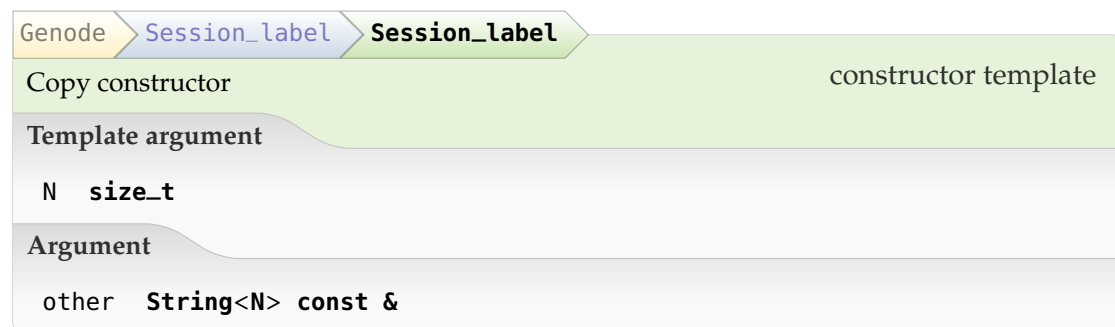 Genode Session_label Session_label
Copy constructor constructor template
Template argument
N size_t
Argument
other String<N> const &